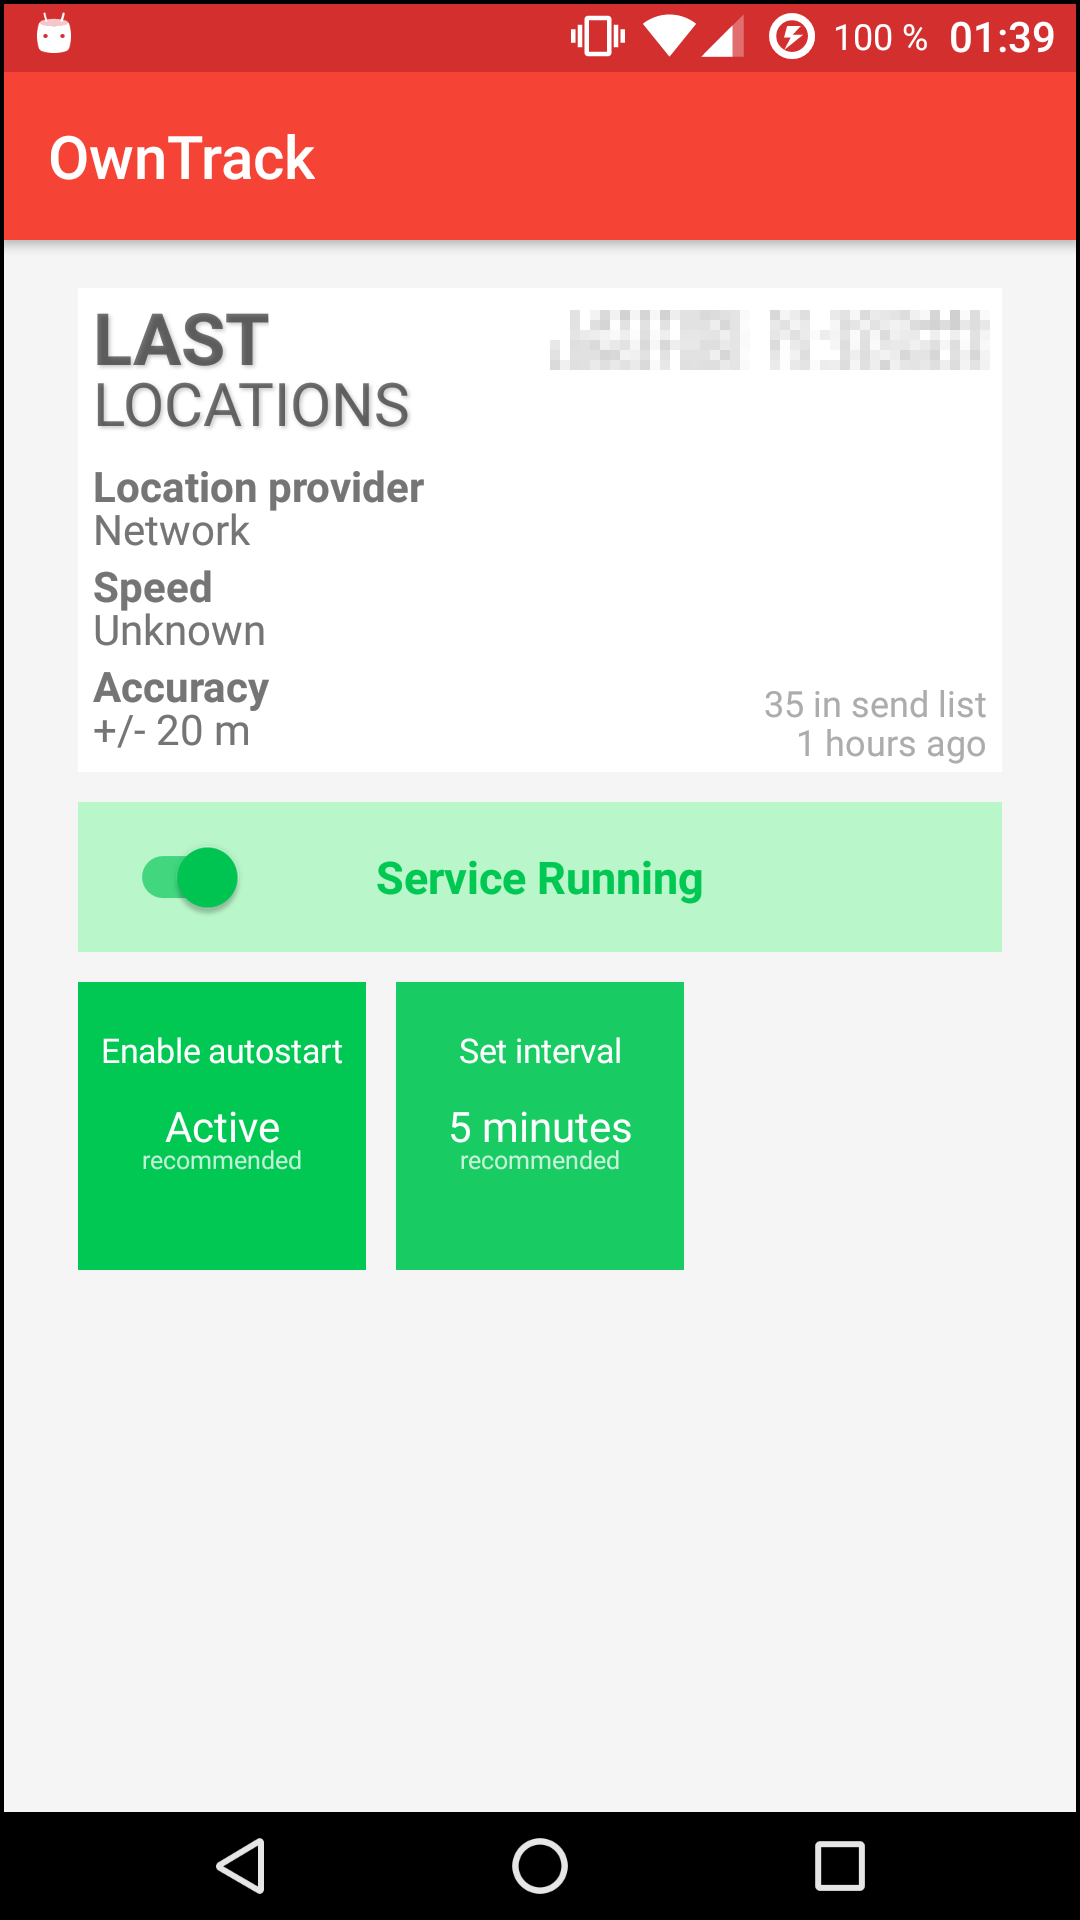 100 % 01:39
OwnTrack
LAST
LOCATIONS
Location provider
Network
Speed
Unknown
Accuracy
+/- 20 m
35 in send list
1 hours ago
Service Running
Enable autostart
Active
recommended
Set interval
5 minutes
recommended